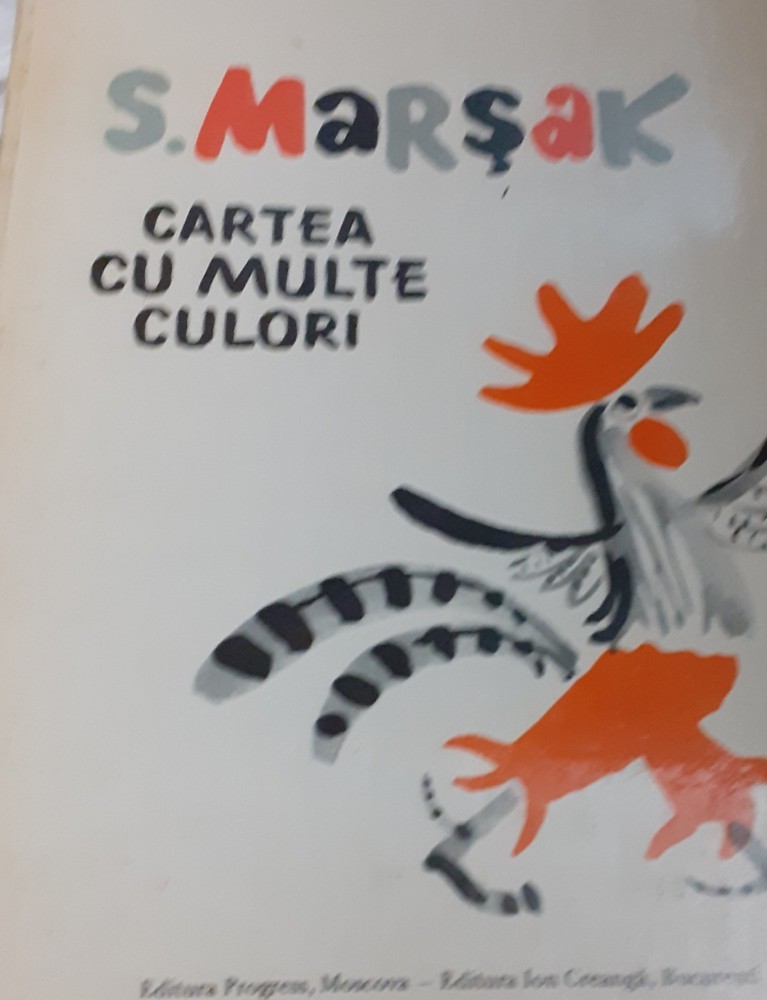 S. Marşak
CARTEA
CU MULTE
CULORI
Editura Progress, Moscova — Editura Ion Creangă, Bucureşti